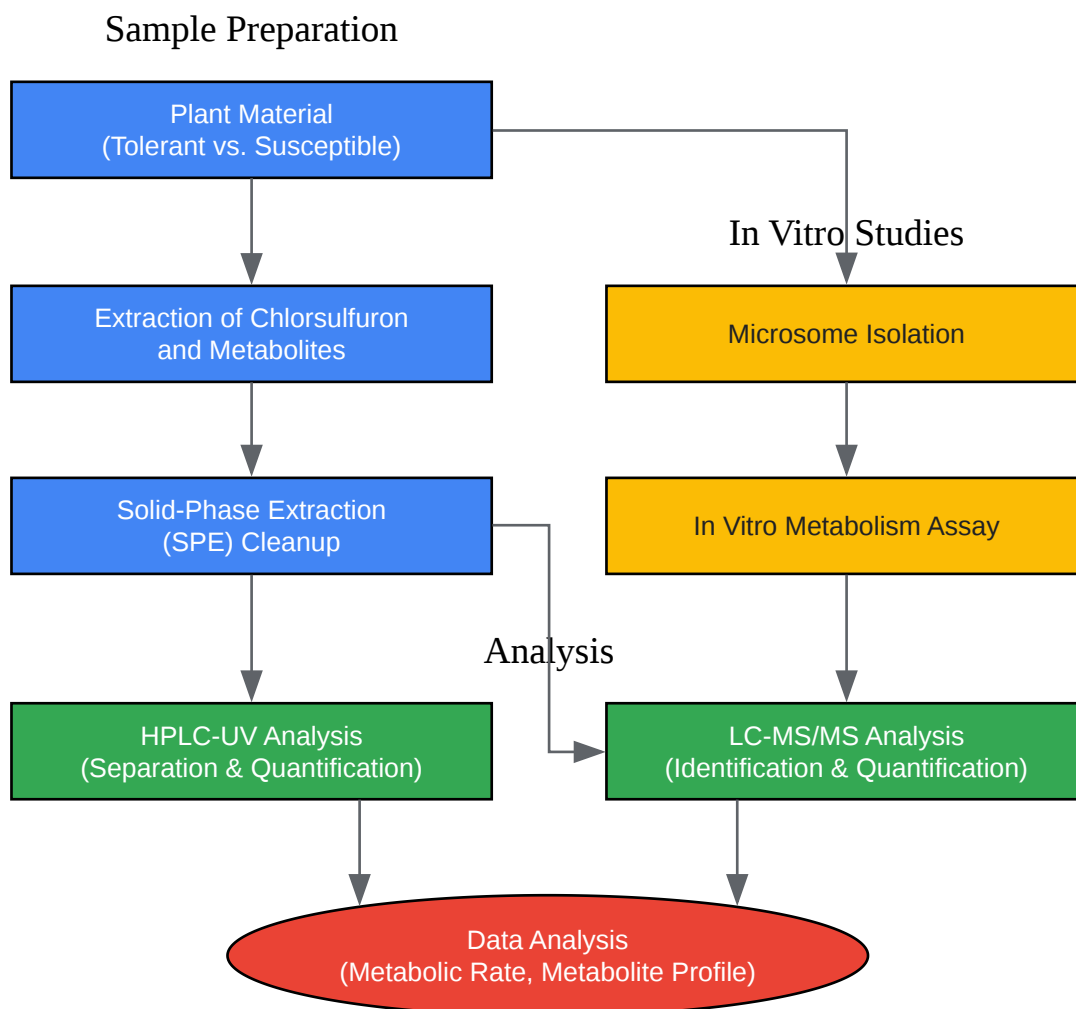 Sample Preparation
Plant Material
(Tolerant vs. Susceptible)
In Vitro Studies
Extraction of Chlorsulfuron
and Metabolites
Microsome Isolation
Solid-Phase Extraction
(SPE) Cleanup
In Vitro Metabolism Assay
Analysis
HPLC-UV Analysis
(Separation & Quantification)
LC-MS/MS Analysis
(Identification & Quantification)
Data Analysis
(Metabolic Rate, Metabolite Profile)